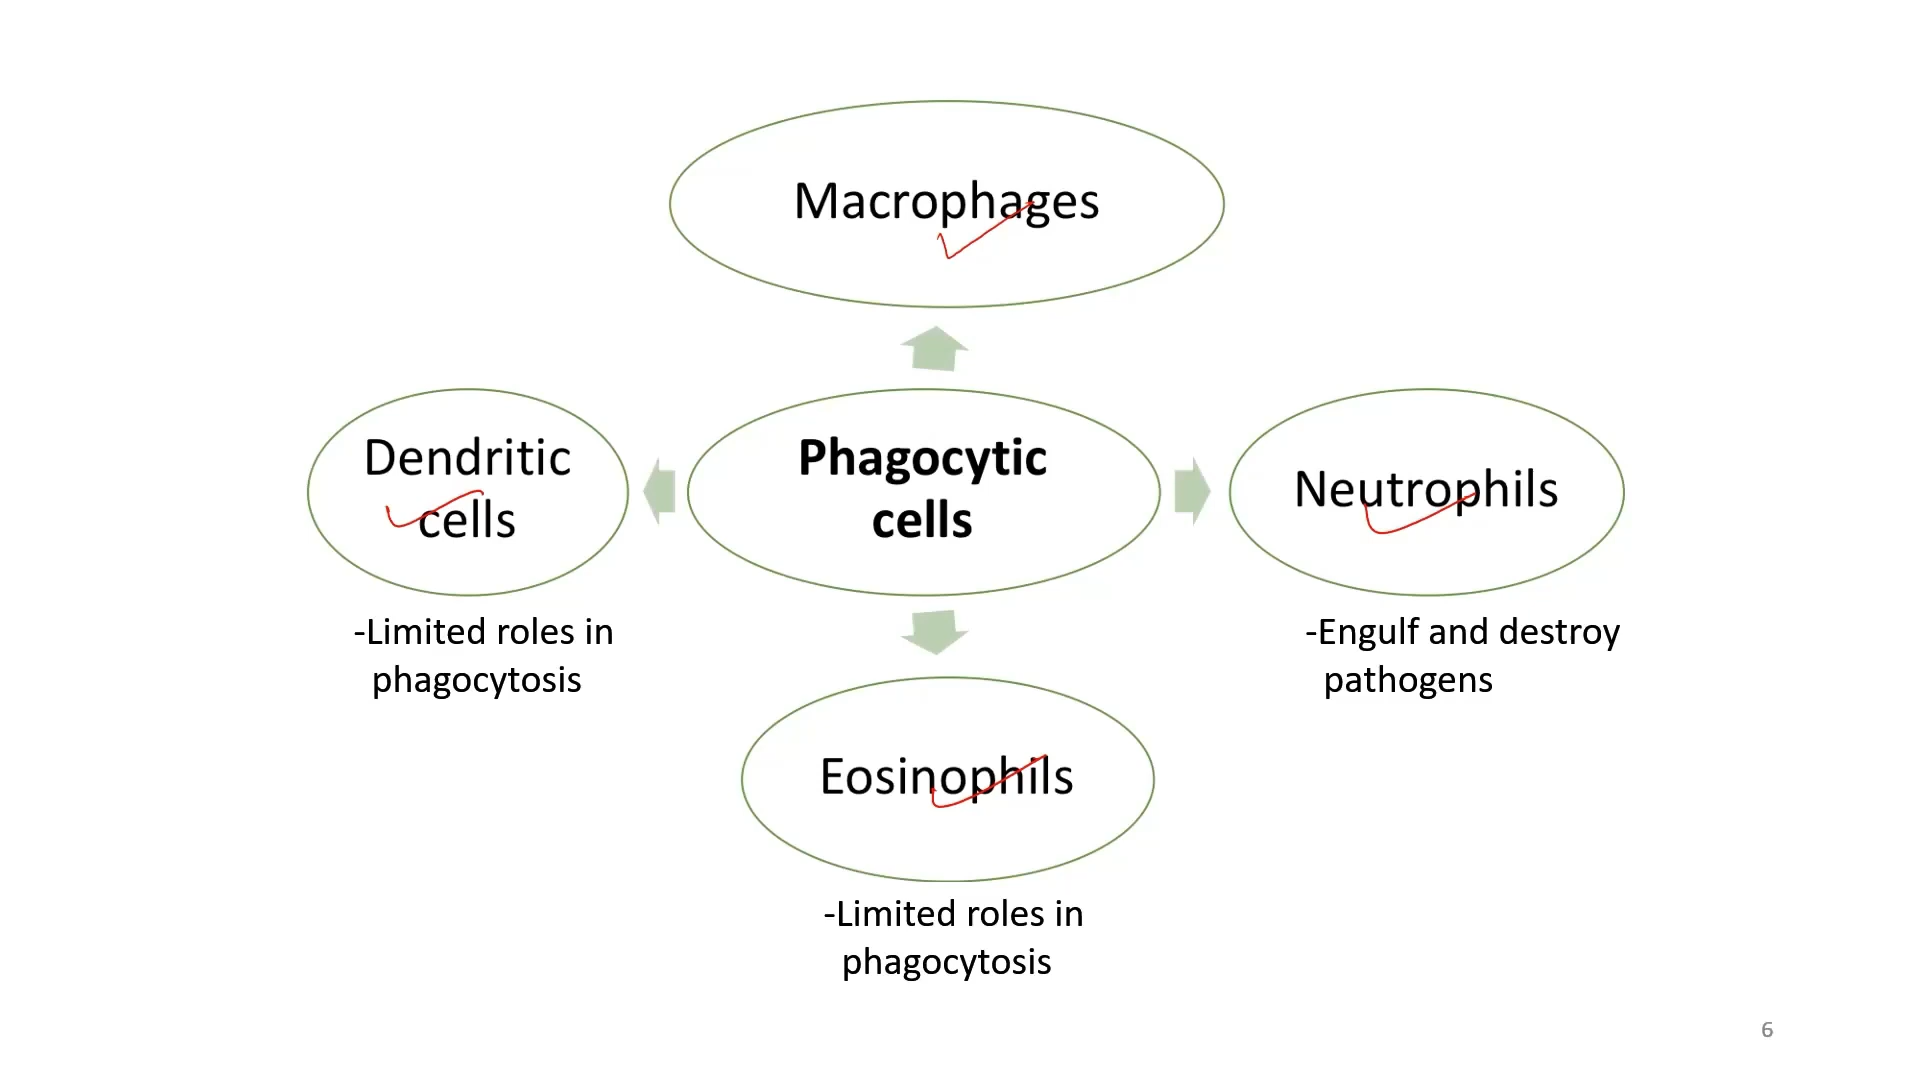 Macrophages
Dendritic
cells
Phagocytic
cells
Neutrophils
-Limited roles in
phagocytosis
-Engulf and destroy
pathogens
Eosinophils
-Limited roles in
phagocytosis
6